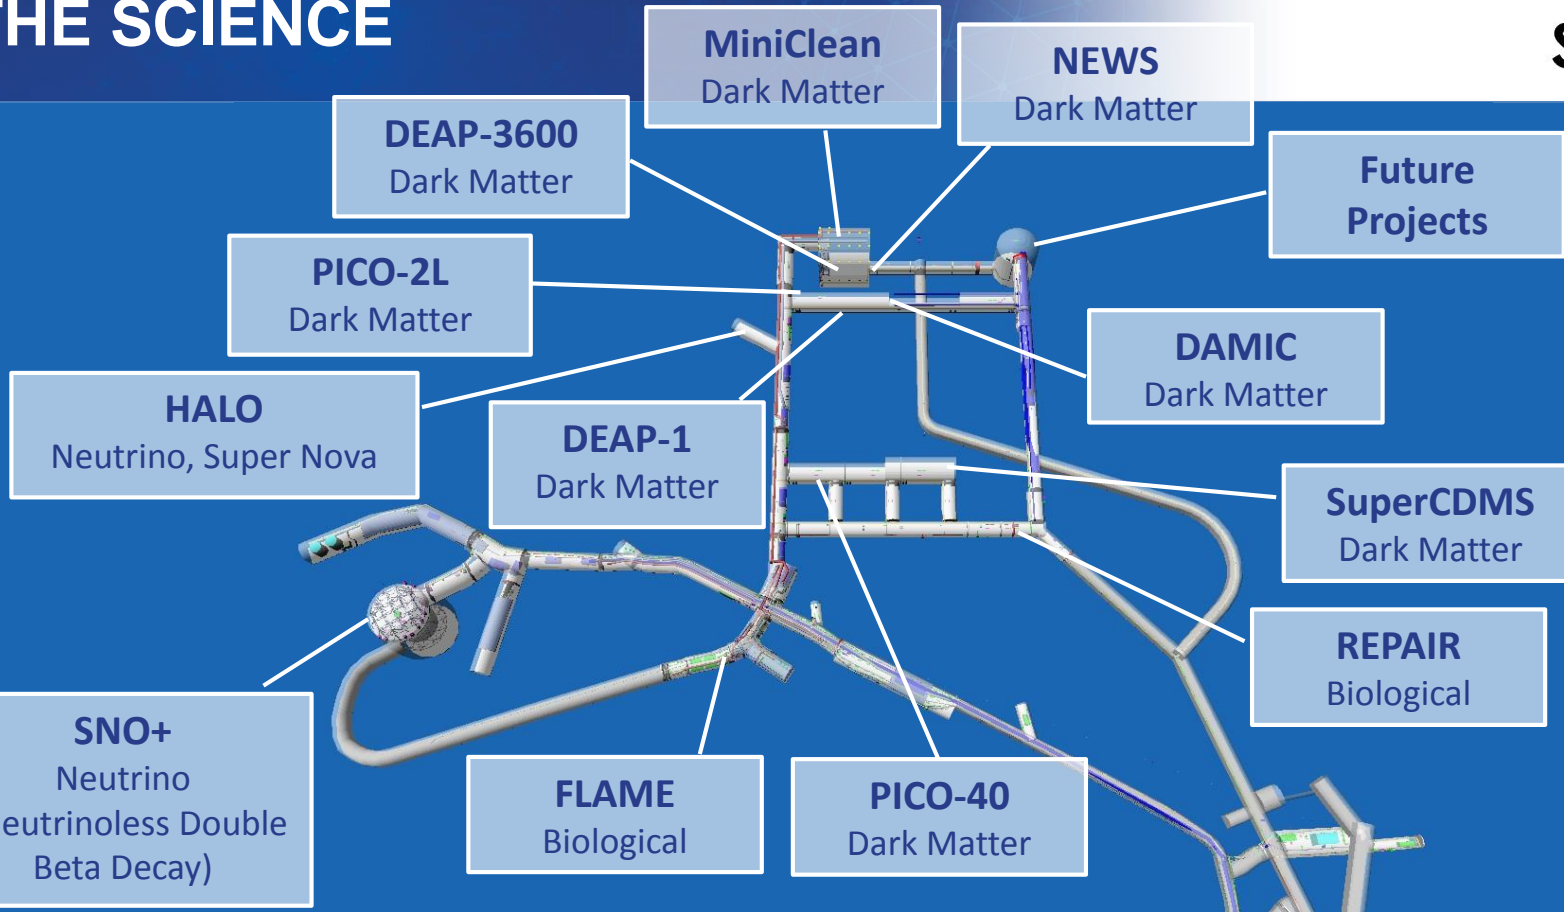 THE SCIENCE
S
MiniClean
Dark Matter
NEWS
Dark Matter
DEAP-3600
Dark Matter
Future
Projects
PICO-2L
Dark Matter
DAMIC
Dark Matter
HALO
Neutrino, Super Nova
DEAP-1
Dark Matter
SuperCDMS
Dark Matter
REPAIR
Biological
SNO+
Neutrino
eutrinoless Double
Beta Decay)
FLAME
Biological
PICO-40
Dark Matter